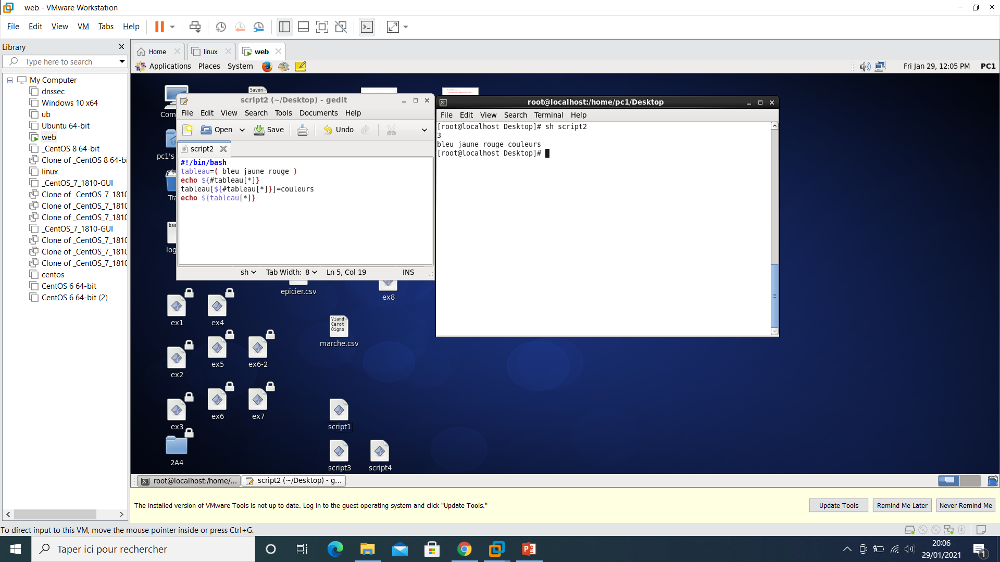 web - VMware Workstation
File Edit View VM Tabs Help
Library
Type here to search
My Computer
dnssec
Windows 10 x64
ub
Ubuntu 64-bit
web
_CentOS 8 64-bit
Clone of _CentOS 8 64-bi
linux
_CentOS_7_1810-GUI
Clone of _CentOS_7_1810
Clone of _CentOS_7_1810
Clone of _CentOS_7_1810
_CentOS_7_1810-GUI
Clone of _CentOS_7_1810
Clone of _CentOS_7_1810
Clone of _CentOS_7_1810
centos
CentOS 6 64-bit
CentOS 6 64-bit (2)
Home linux web
Applications Places System
Fri Jan 29, 12:05 PM PC1
Savon
Com
pc1's
Tra
bas
log
script2 (~/Desktop) - gedit
File Edit View Search Tools Documents Help
Open Save Undo
script2
#!/bin/bash
tableau=( bleu jaune rouge )
echo ${#tableau[*]}
tableau[${#tableau[*]}]=couleurs
echo ${tableau[*]}
sh Tab Width: 8 Ln 5, Col 19 INS
root@localhost:/home/pc1/Desktop
File Edit View Search Terminal Help
[root@localhost Desktop]# sh script2
3
bleu jaune rouge couleurs
[root@localhost Desktop]#
epicier.csv
ex8
ex1
ex4
Viand
Carot
Oigno
marche.csv
ex5
ex6-2
ex2
ex6
ex7
ex3
script1
2A4
script3
script4
root@localhost:/home/...
script2 (~/Desktop) - g...
The installed version of VMware Tools is not up to date. Log in to the guest operating system and click "Update Tools."
Update Tools
Remind Me Later
Never Remind Me
To direct input to this VM, move the mouse pointer inside or press Ctrl+G.
Taper ici pour rechercher
20:06
29/01/2021
1